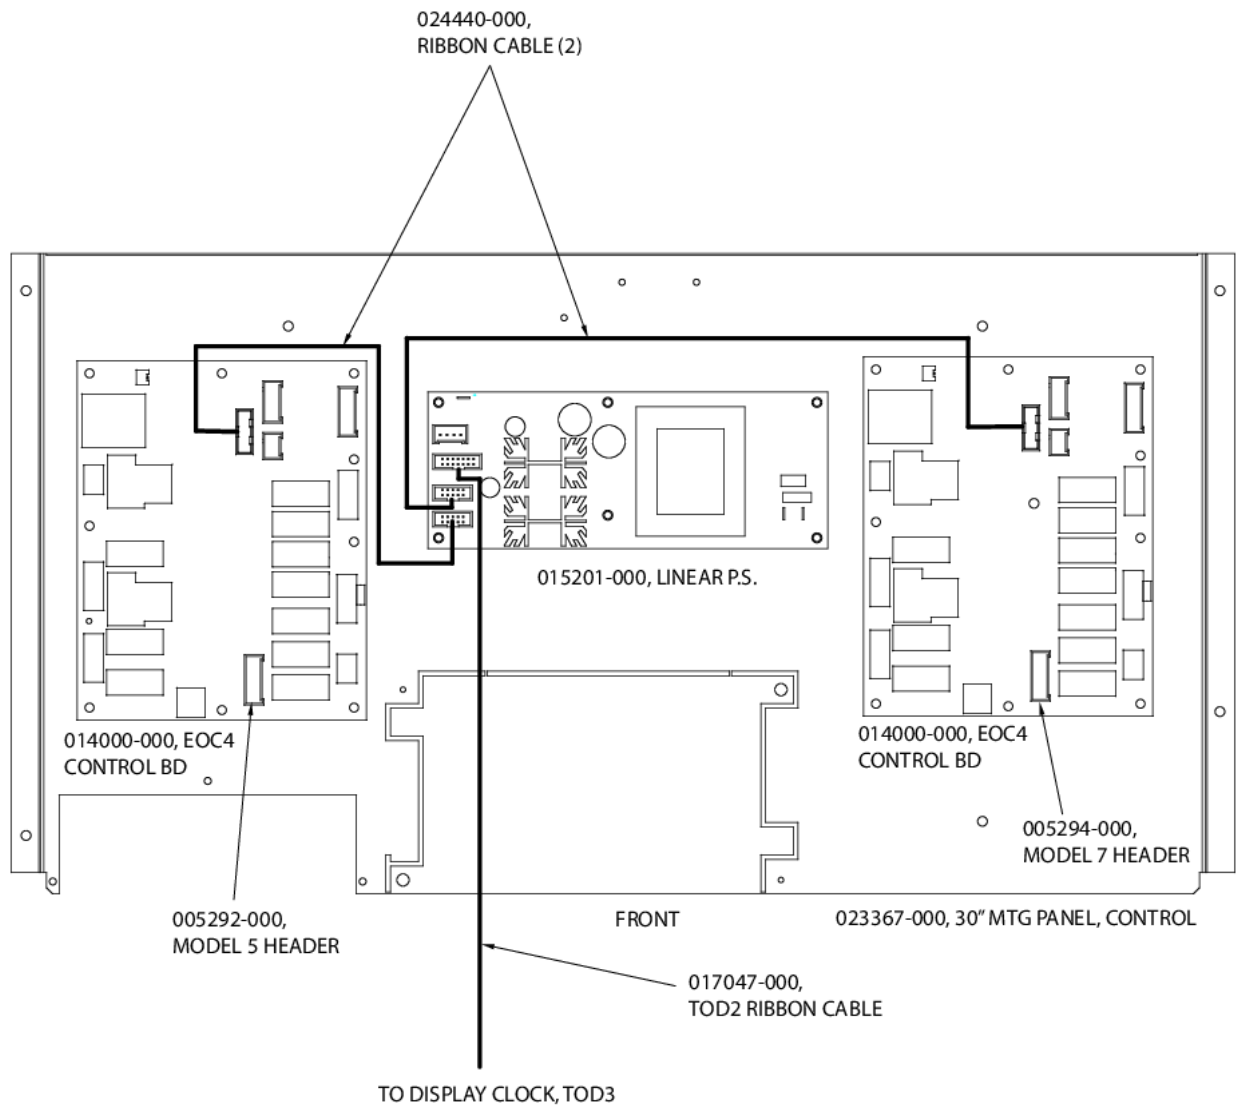 024440-000,
RIBBON CABLE (2)
015201-000, LINEAR P.S.
014000-000, EOC4
CONTROL BD
014000-000, EOC4
CONTROL BD
005294-000,
MODEL 7 HEADER
005292-000,
MODEL 5 HEADER
FRONT
023367-000, 30" MTG PANEL, CONTROL
017047-000,
TOD2 RIBBON CABLE
TO DISPLAY CLOCK, TOD3